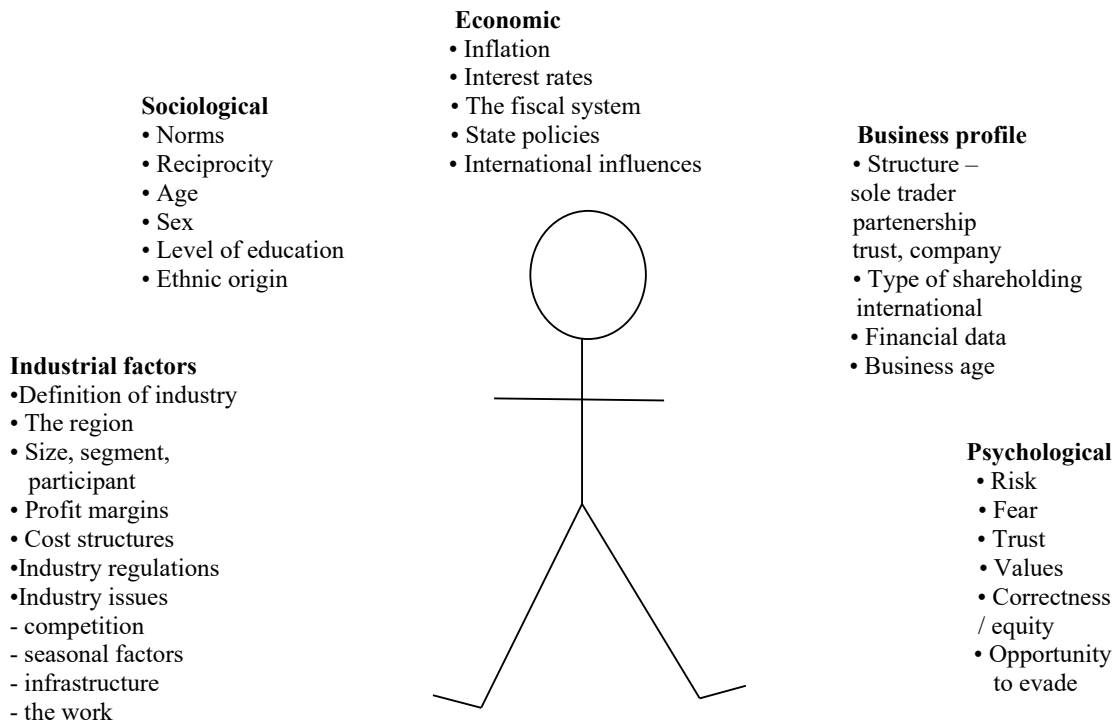 Economic
• Inflation
• Interest rates
• The fiscal system
• State policies
• International influences
Sociological
• Norms
• Reciprocity
• Age
• Sex
• Level of education
• Ethnic origin
Business profile
• Structure –
sole trader
partenership
trust, company
• Type of shareholding
international
• Financial data
• Business age
Industrial factors
•Definition of industry
• The region
• Size, segment,
participant
• Profit margins
• Cost structures
•Industry regulations
•Industry issues
- competition
- seasonal factors
- infrastructure
- the work
Psychological
• Risk
• Fear
• Trust
• Values
• Correctness
/ equity
• Opportunity
to evade